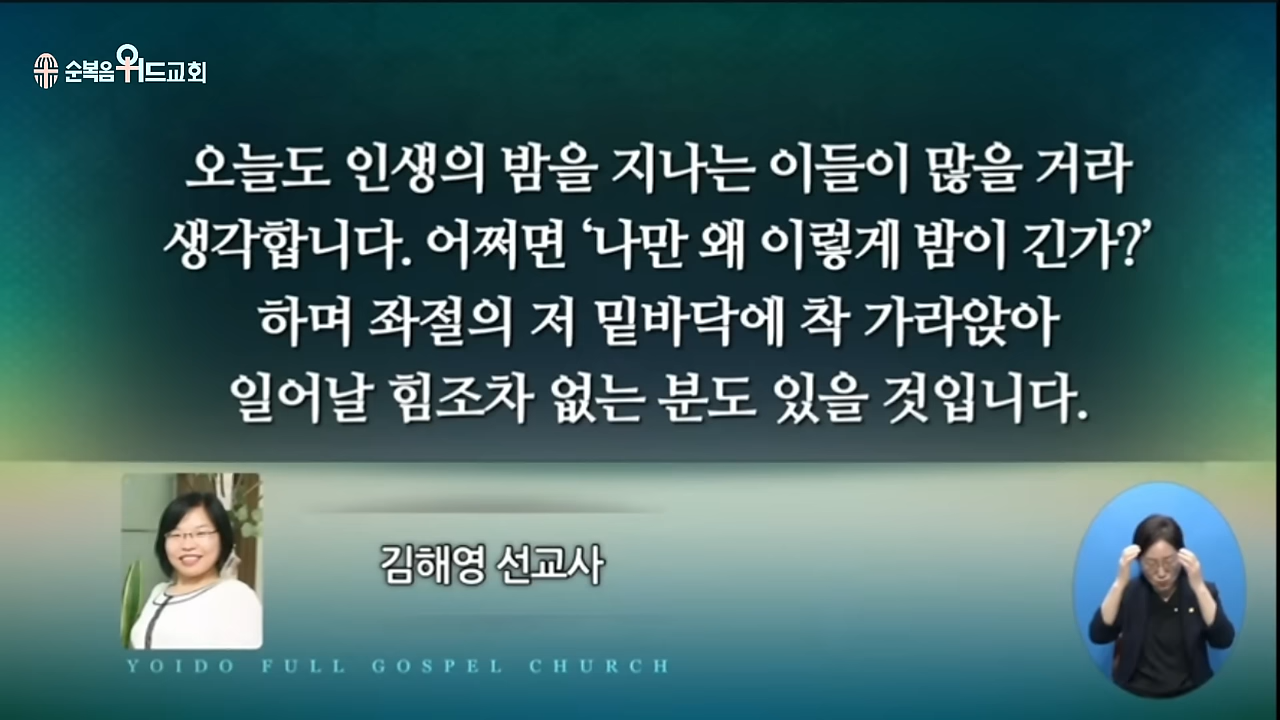 순복음워드교회
오늘도 인생의 밤을 지나는 이들이 많을 거라
생각합니다. 어쩌면 ‘나만 왜 이렇게 밤이 긴가?’
하며 좌절의 저 밑바닥에 착 가라앉아
일어날 힘조차 없는 분도 있을 것입니다.
김해영 선교사
YOIDO FULL GOSPEL CHURCH